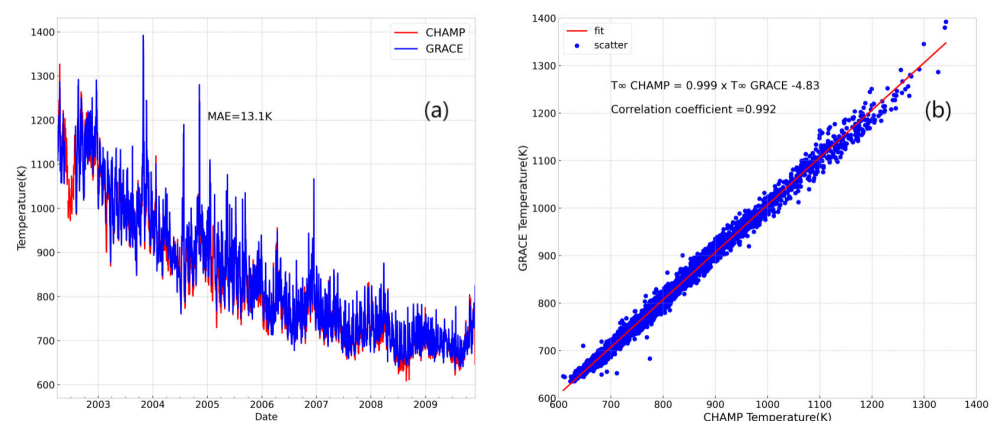 1400
1300
1200
1100
1000
900
800
700
600
Temperature(K)
2003 2004 2005 2006 2007 2008 2009
Date
CHAMP
GRACE
MAE=13.1K
(a)
1400
1300
1200
1100
1000
900
800
700
600
GRACE Temperature(K)
600 700 800 900 1000 1100 1200 1300 1400
CHAMP Temperature(K)
fit
scatter
T∞ CHAMP = 0.999 x T∞ GRACE -4.83
Correlation coefficient =0.992
(b)